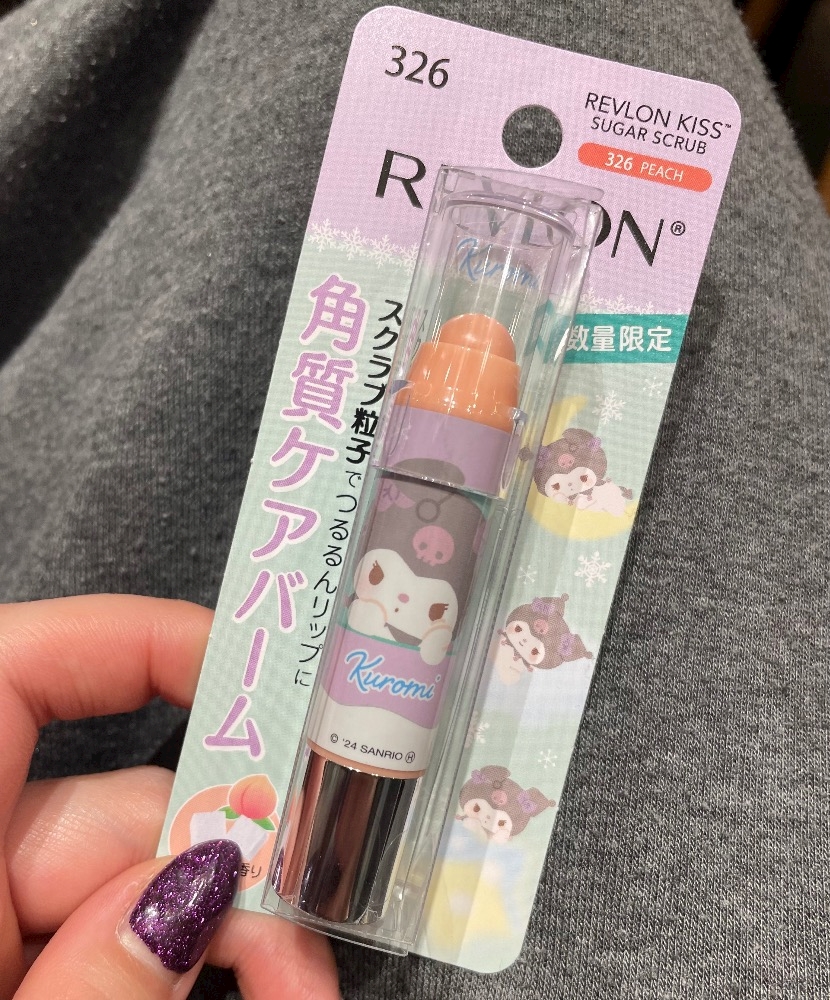 326
REVLON KISS™
SUGAR SCRUB
326 PEACH
REVLON®
Kuromi
数量限定
角質ケアバーム
スクラブ粒子でつるるんリップに
Kuromi
© '24 SANRIO Ⓗ
香り